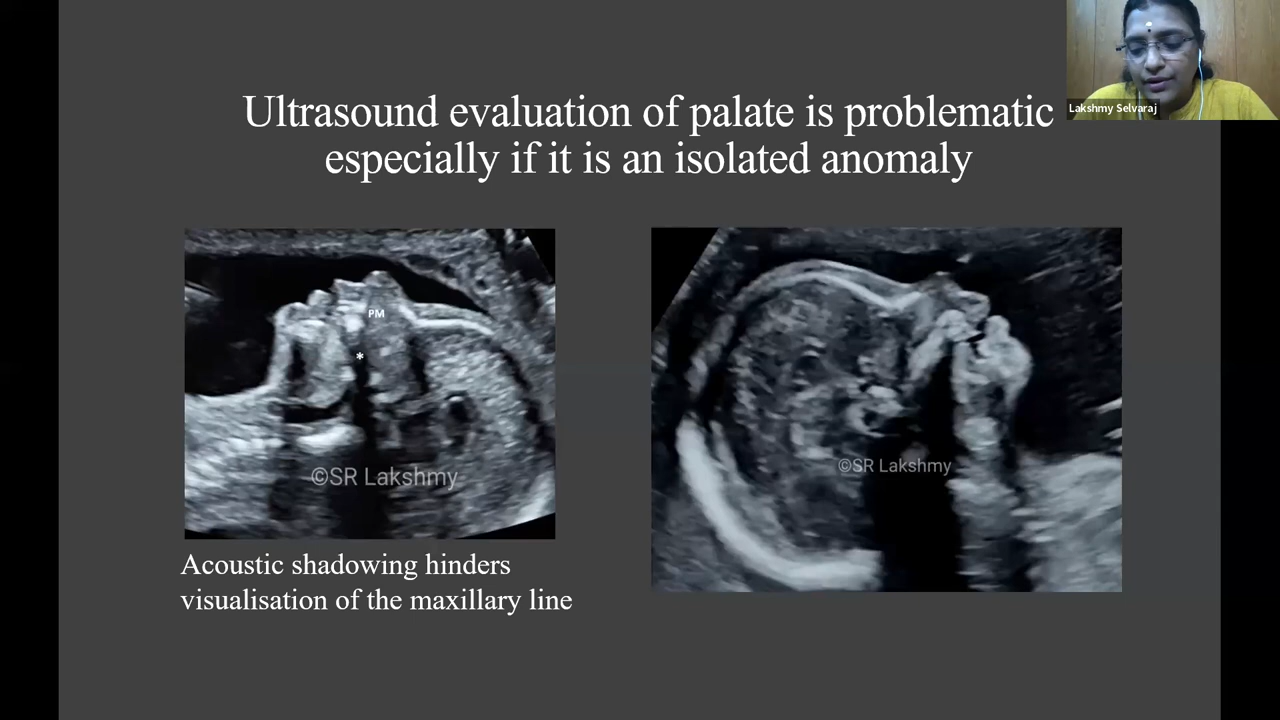 Lakshmy Selvaraj
Ultrasound evaluation of palate is problematic
especially if it is an isolated anomaly
PM
*
©SR Lakshmy
©SR Lakshmy
Acoustic shadowing hinders
visualisation of the maxillary line